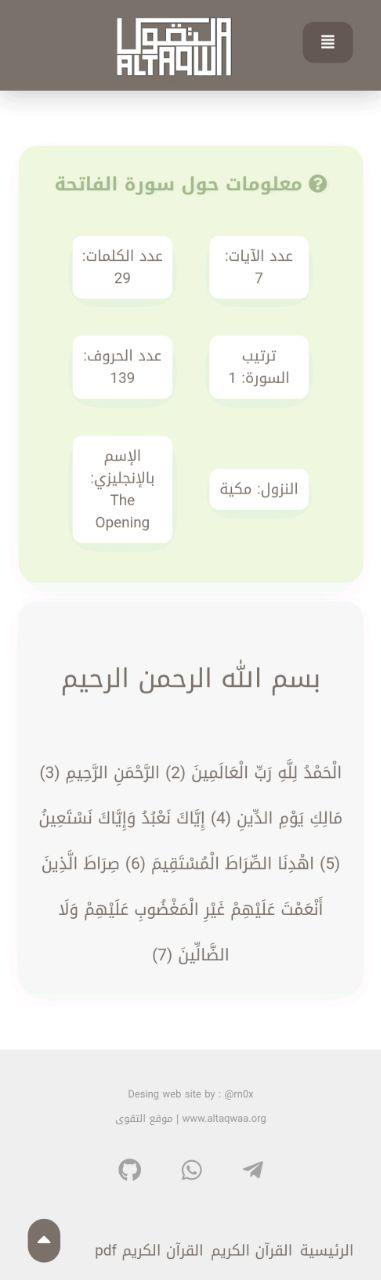 التقوى
ALTAQWA
معلومات حول سورة الفاتحة
عدد الآيات:
7
عدد الكلمات:
29
ترتيب
السورة: 1
عدد الحروف:
139
النزول: مكية
الإسم
بالإنجليزي:
The
Opening
بسم الله الرحمن الرحيم
الْحَمْدُ لِلَّهِ رَبِّ الْعَالَمِينَ (2) الرَّحْمَنِ الرَّحِيمِ (3)
مَالِكِ يَوْمِ الدِّينِ (4) إِيَّاكَ نَعْبُدُ وَإِيَّاكَ نَسْتَعِينُ
(5) اهْدِنَا الصِّرَاطَ الْمُسْتَقِيمَ (6) صِرَاطَ الَّذِينَ
أَنْعَمْتَ عَلَيْهِمْ غَيْرِ الْمَغْضُوبِ عَلَيْهِمْ وَلَا
الضَّالِّينَ (7)
Desing web site by : @rn0x
موقع التقوى | www.altaqwaa.org
الرئيسية القرآن الكريم القرآن الكريم pdf